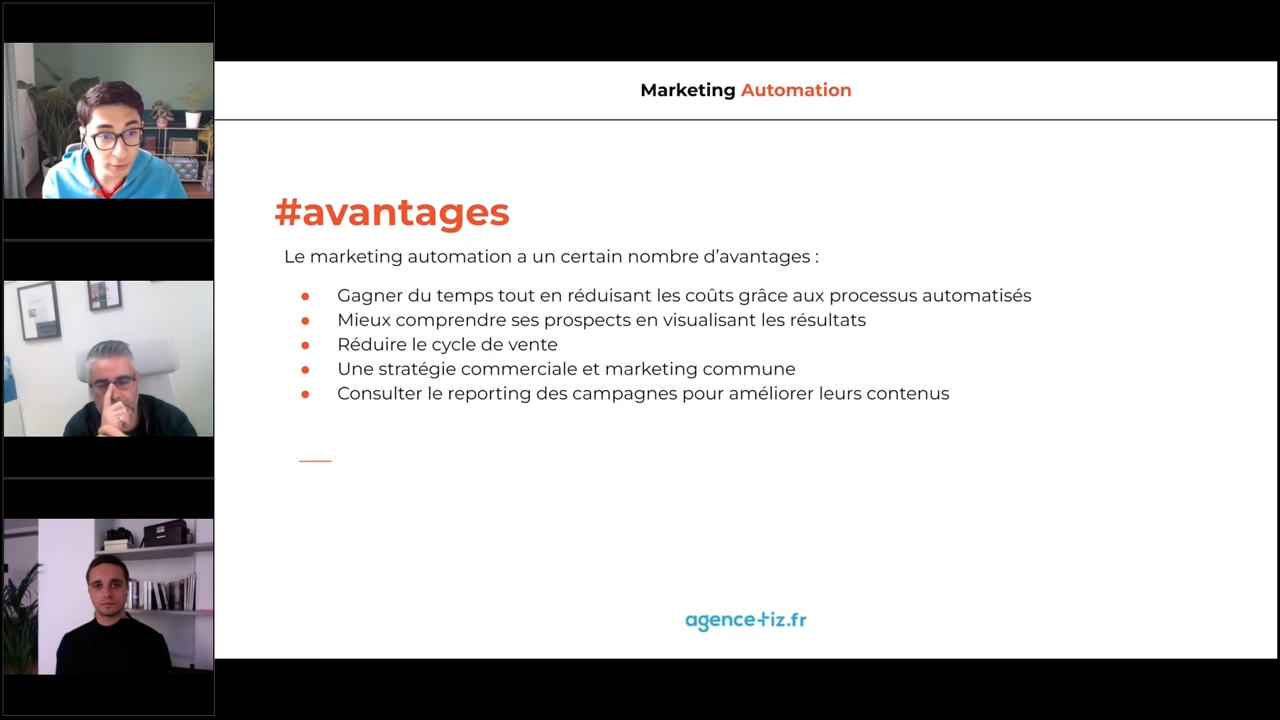 Marketing Automation
#avantages
Le marketing automation a un certain nombre d'avantages :
● Gagner du temps tout en réduisant les coûts grâce aux processus automatisés
● Mieux comprendre ses prospects en visualisant les résultats
● Réduire le cycle de vente
● Une stratégie commerciale et marketing commune
● Consulter le reporting des campagnes pour améliorer leurs contenus
agence-tiz.fr